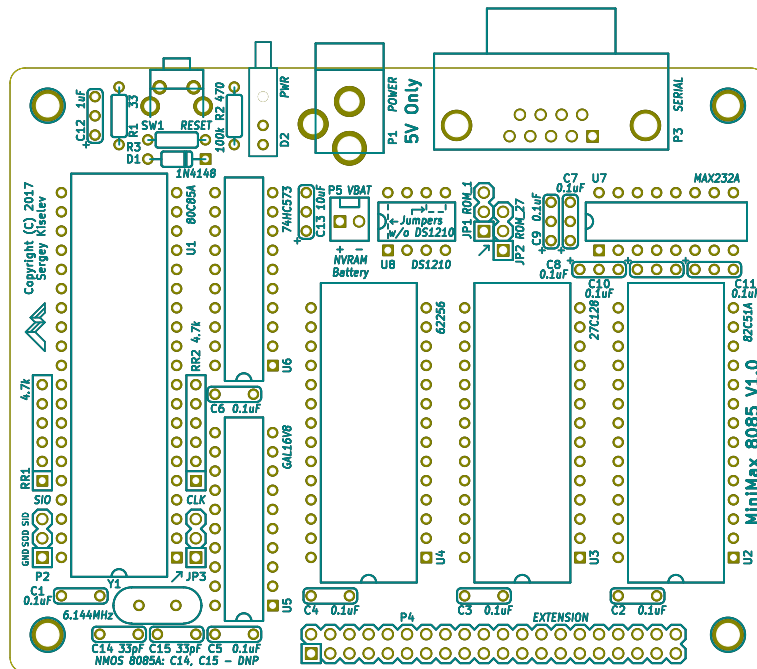 1uF
C12
+
33
R1
SW1
RESET
R3
D1
1N4148
470
R2
100k
PWR
D2
POWER
5V Only
P1
SERIAL
P3
Copyright (C) 2017
Sergey Kiselev
80C85A
U1
74HC573
10uF
C13
+
P5 VBAT
+ −
NVRAM
Battery
← Jumpers
w/o DS1210
U8 DS1210
ROM_1
JP1
ROM_27
JP2
C7
0.1uF
U7
MAX232A
0.1uF
C9
+
C8
0.1uF
+
C10
0.1uF
+
C11
0.1uF
+
4.7k
RR2
U6
62256
27C128
82C51A
4.7k
C6 0.1uF
GAL16V8
MiniMax 8085 V1.0
RR1
SIO
CLK
SID
SOD
GND
P2
JP3
Y1
U4
U3
U2
C1
0.1uF
6.144MHz
U5
C4 0.1uF
C3 0.1uF
C2 0.1uF
P4
EXTENSION
C14 33pF
C15 33pF
C5 0.1uF
NMOS 8085A: C14, C15 − DNP